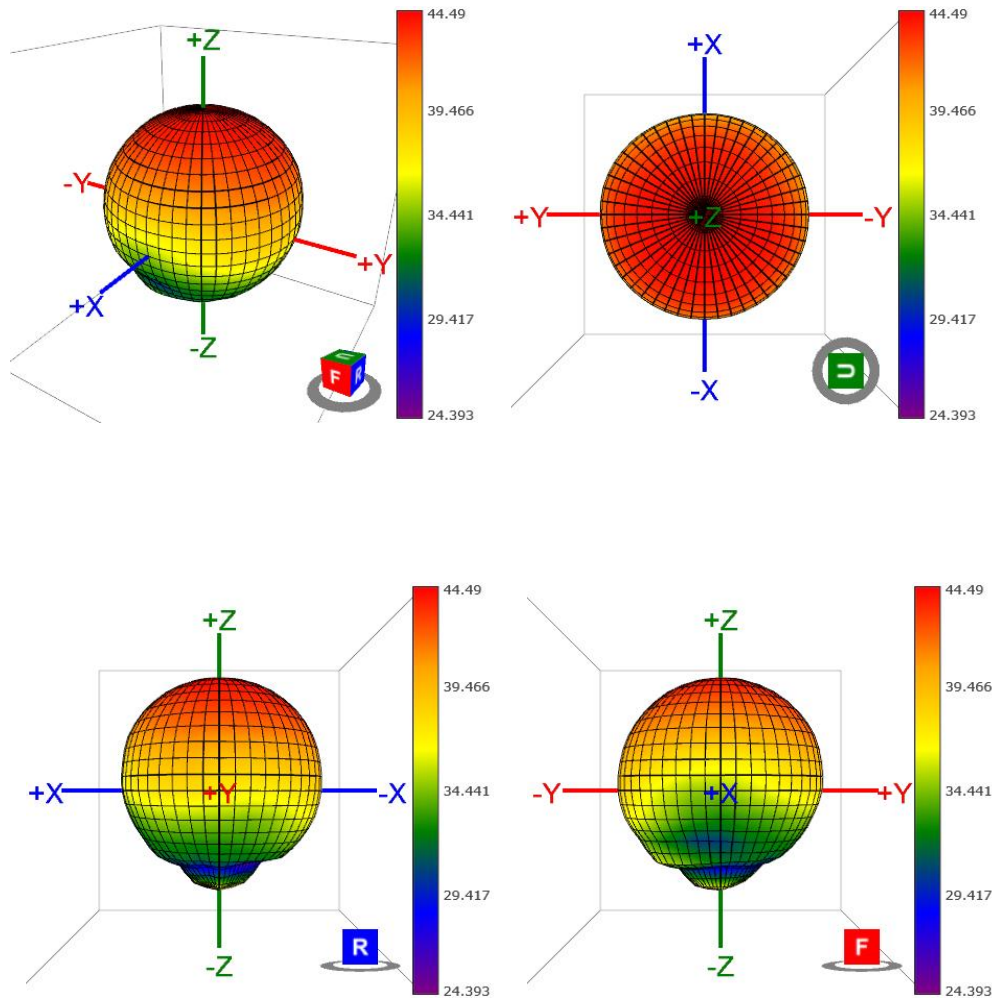 +Z
-Y
+Y
+X
-Z
U
F
R
44.49
39.466
34.441
29.417
24.393
+X
+Y
+Z
-Y
-X
U
44.49
39.466
34.441
29.417
24.393
+Z
+X
+Y
-X
-Z
R
44.49
39.466
34.441
29.417
24.393
+Z
-Y
+X
+Y
-Z
F
44.49
39.466
34.441
29.417
24.393